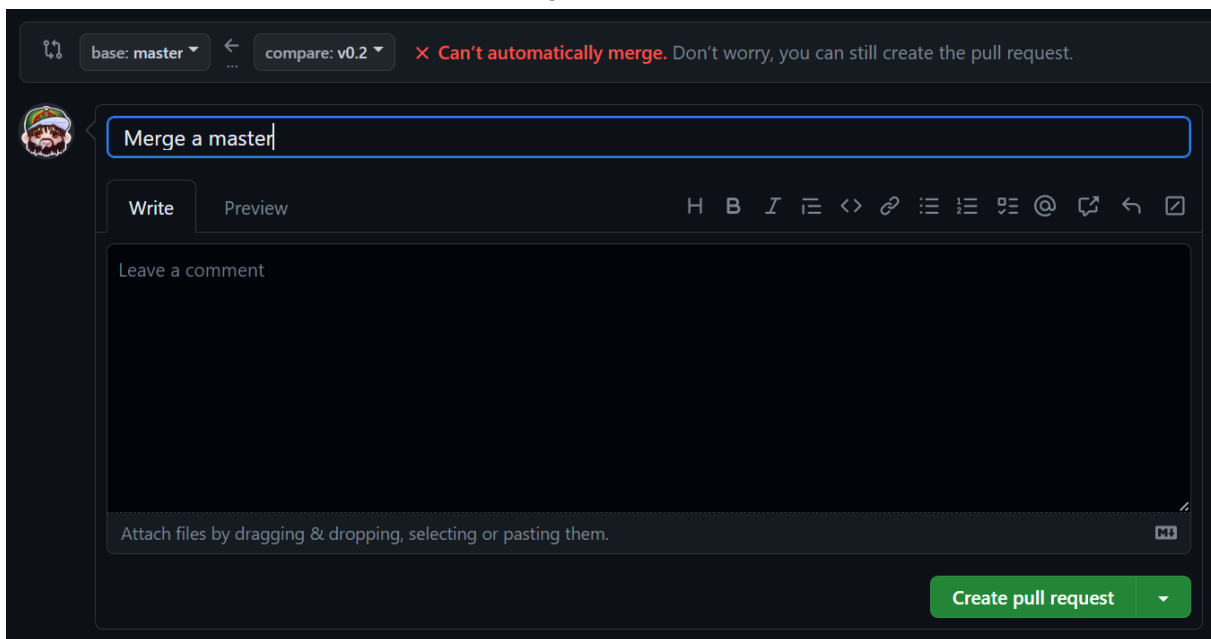 base: master compare: v0.2 Can't automatically merge. Don't worry, you can still create the pull request.
Merge a master
Write Preview
Leave a comment
Attach files by dragging & dropping, selecting or pasting them.
Create pull request